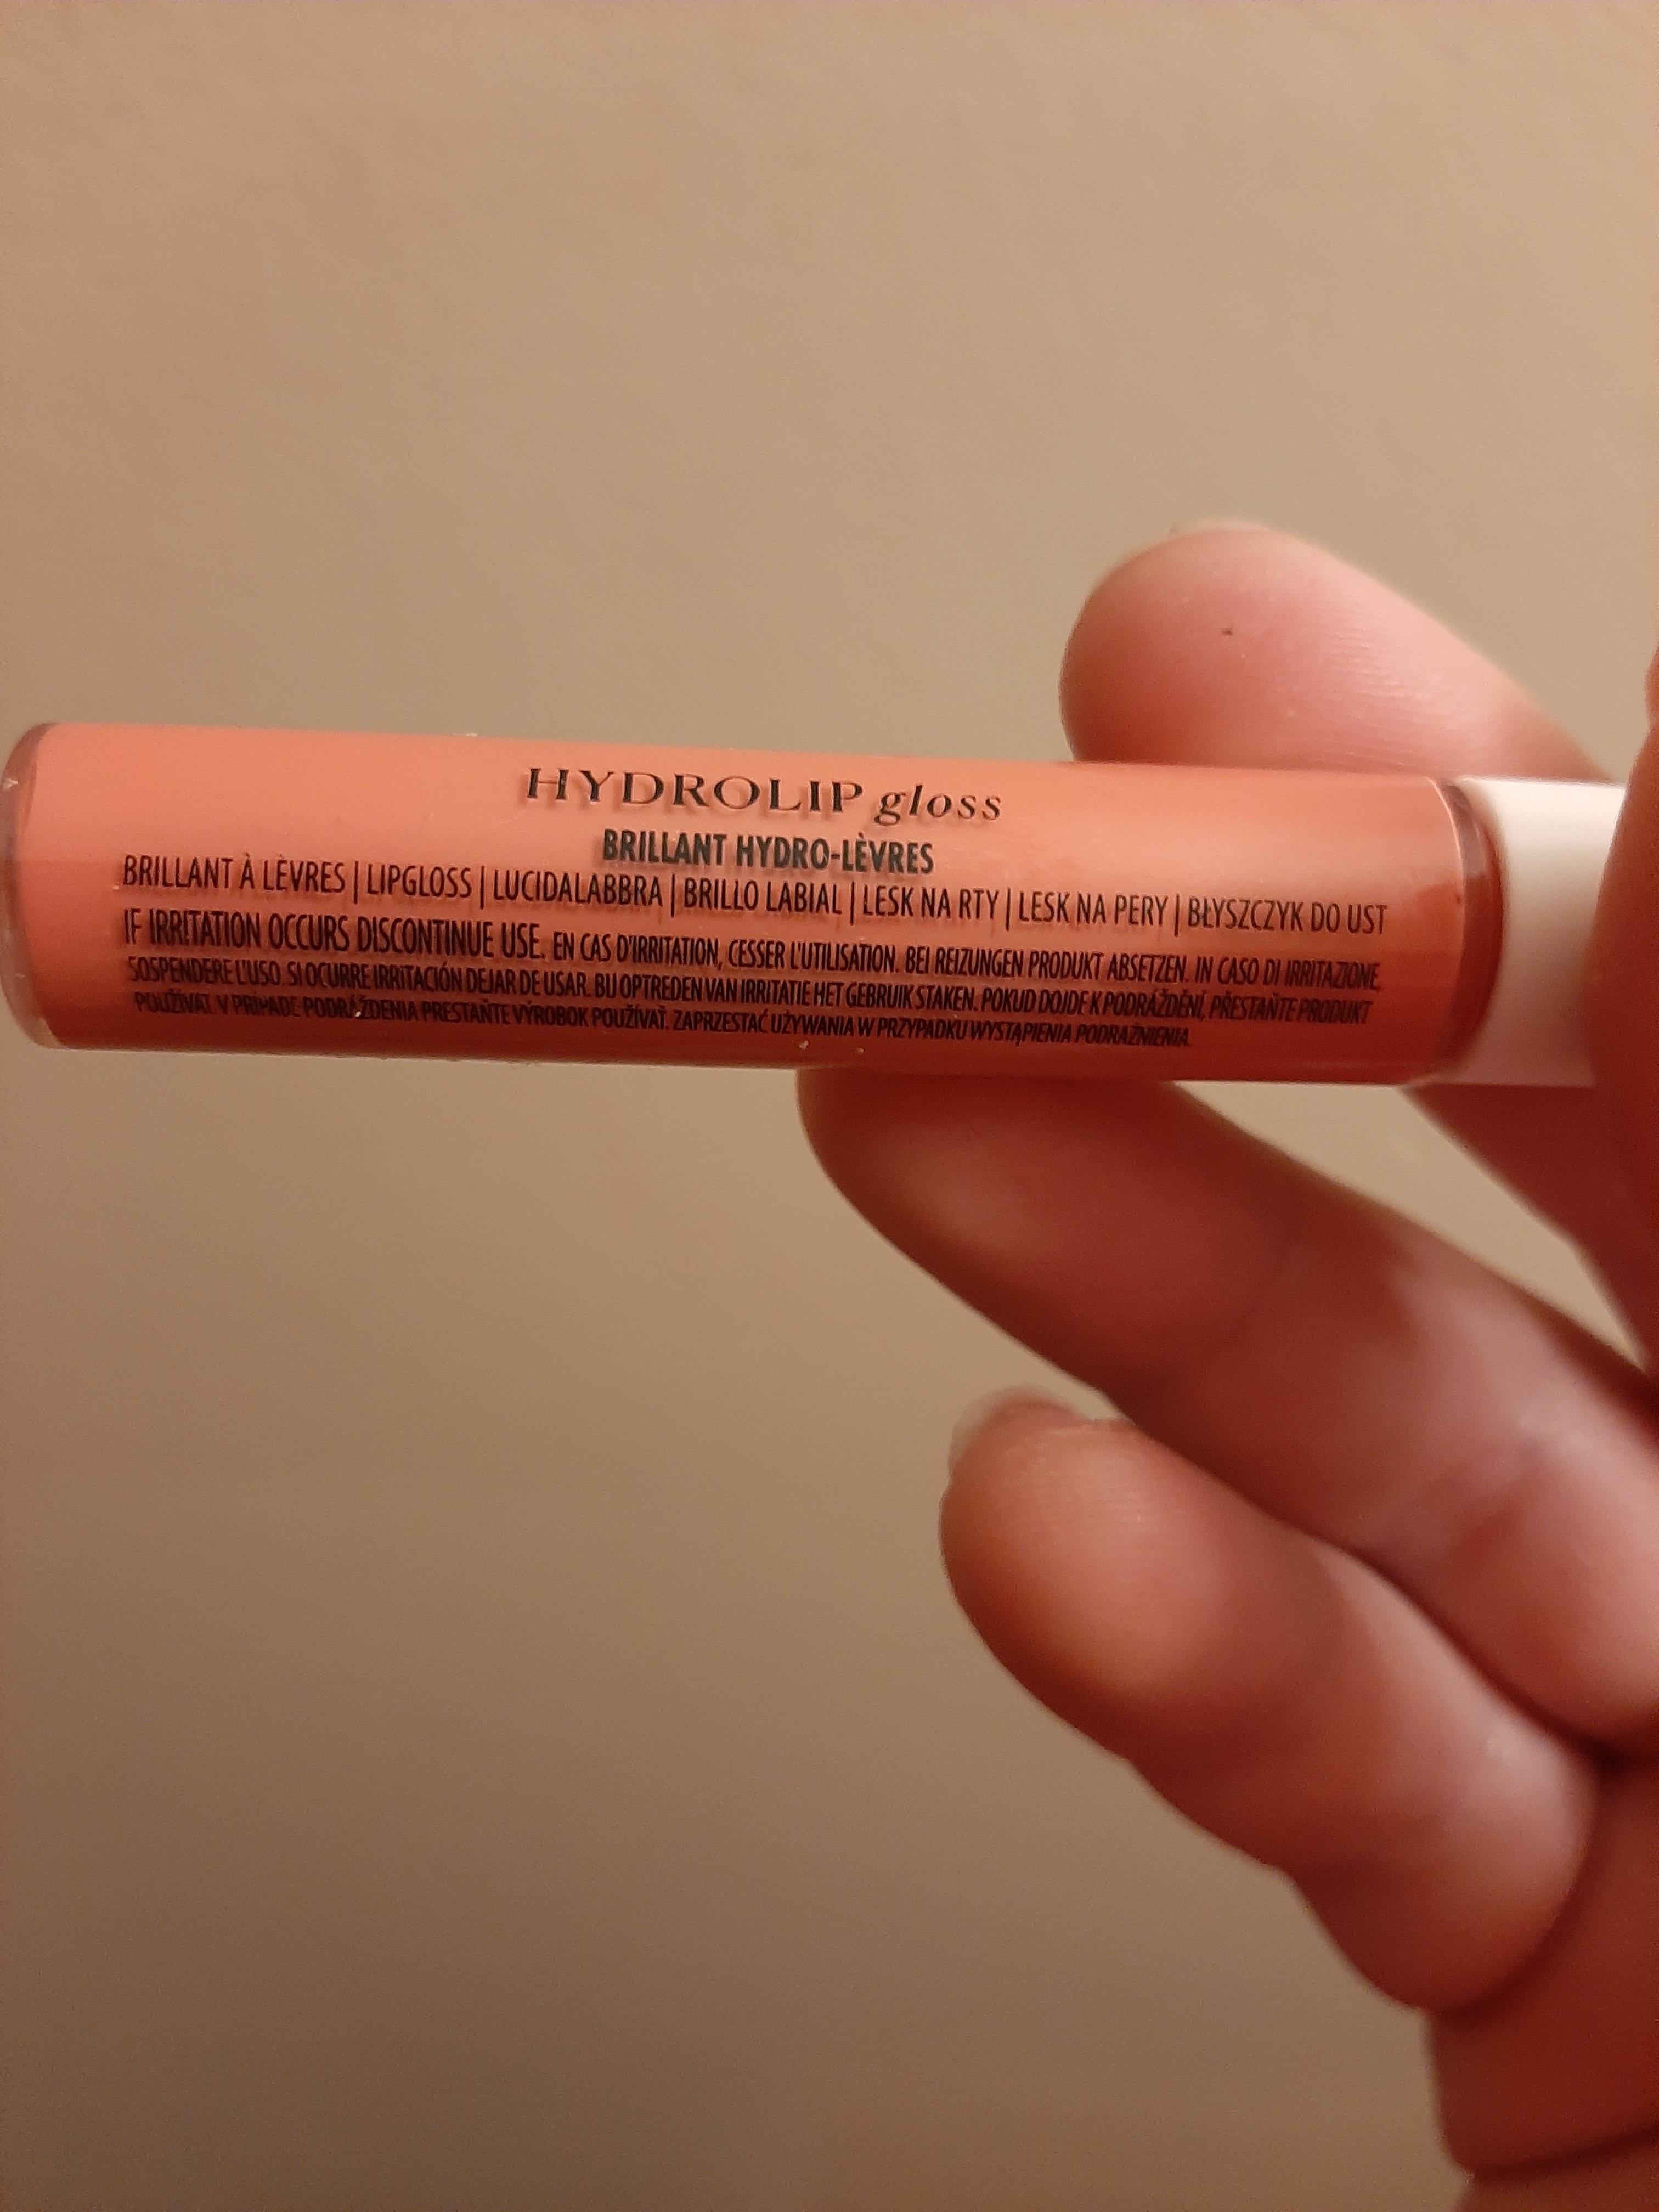 HYDROLIP gloss
BRILLANT HYDRO-LÈVRES
BRILLANT À LÈVRES | LIPGLOSS | LUCIDALABBRA | BRILLO LABIAL | LESK NA RTY | LESK NA PERY | BŁYSZCZYK DO UST
IF IRRITATION OCCURS DISCONTINUE USE. EN CAS D'IRRITATION, CESSER L'UTILISATION. BEI REIZUNGEN PRODUKT ABSETZEN. IN CASO DI IRRITAZIONE,
SOSPENDERE L'USO. SI OCURRE IRRITACIÓN DEJAR DE USAR. BIJ OPTREDEN VAN IRRITATIE HET GEBRUIK STAKEN. POKUD DOJDE K PODRÁŽDĚNÍ, PŘESTAŇTE PRODUKT
POUŽÍVAT. V PRÍPADE PODRÁŽDENIA PRESTAŇTE VÝROBOK POUŽÍVAŤ. ZAPRZESTAĆ UŻYWANIA W PRZYPADKU WYSTĄPIENIA PODRAŻNIENIA.